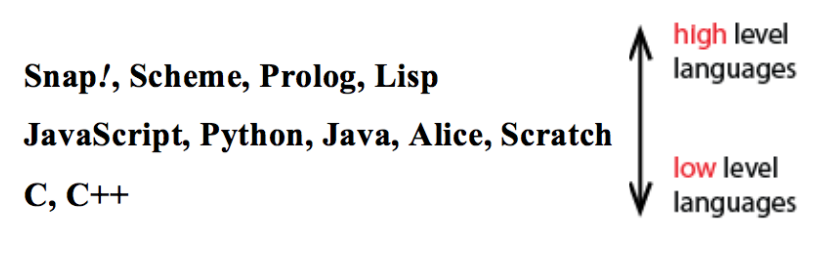 Snap!, Scheme, Prolog, Lisp
JavaScript, Python, Java, Alice, Scratch
C, C++
high level
languages
low level
languages